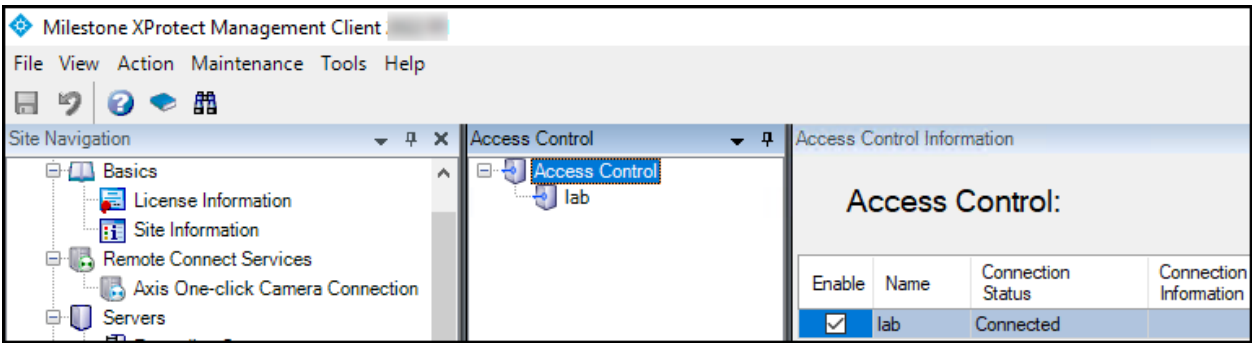 Milestone XProtect Management Client
File View Action Maintenance Tools Help
Site Navigation
Basics
License Information
Site Information
Remote Connect Services
Axis One-click Camera Connection
Servers
Access Control
Access Control
lab
Access Control Information
Access Control:
Enable Name Connection Status Connection Information
lab Connected